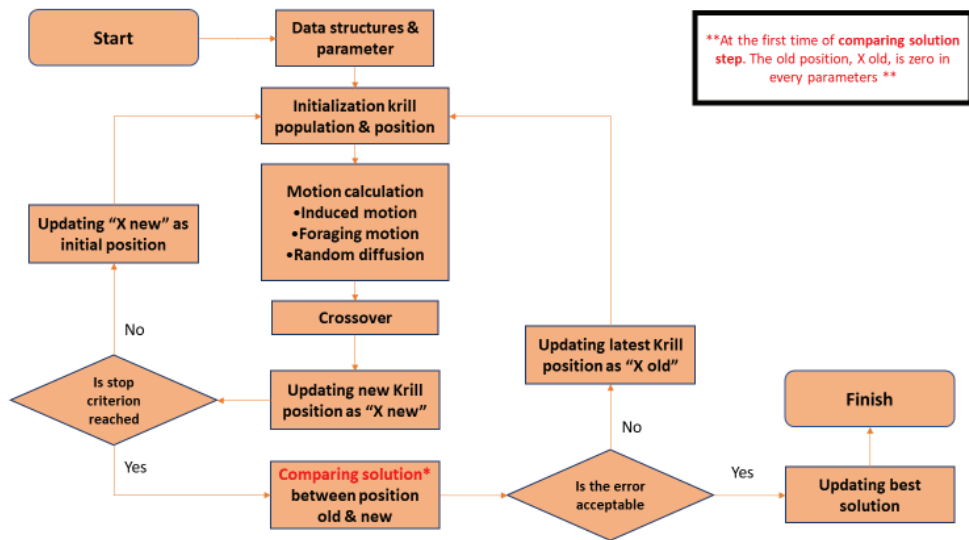 Start
Data structures &
parameter
**At the first time of comparing solution
step. The old position, X old, is zero in
every parameters **
Initialization krill
population & position
Motion calculation
•Induced motion
•Foraging motion
•Random diffusion
Updating “X new” as
initial position
Crossover
No
Updating latest Krill
position as “X old”
Is stop
criterion
reached
Updating new Krill
position as “X new”
Finish
No
Yes
Comparing solution*
between position
old & new
Is the error
acceptable
Yes
Updating best
solution